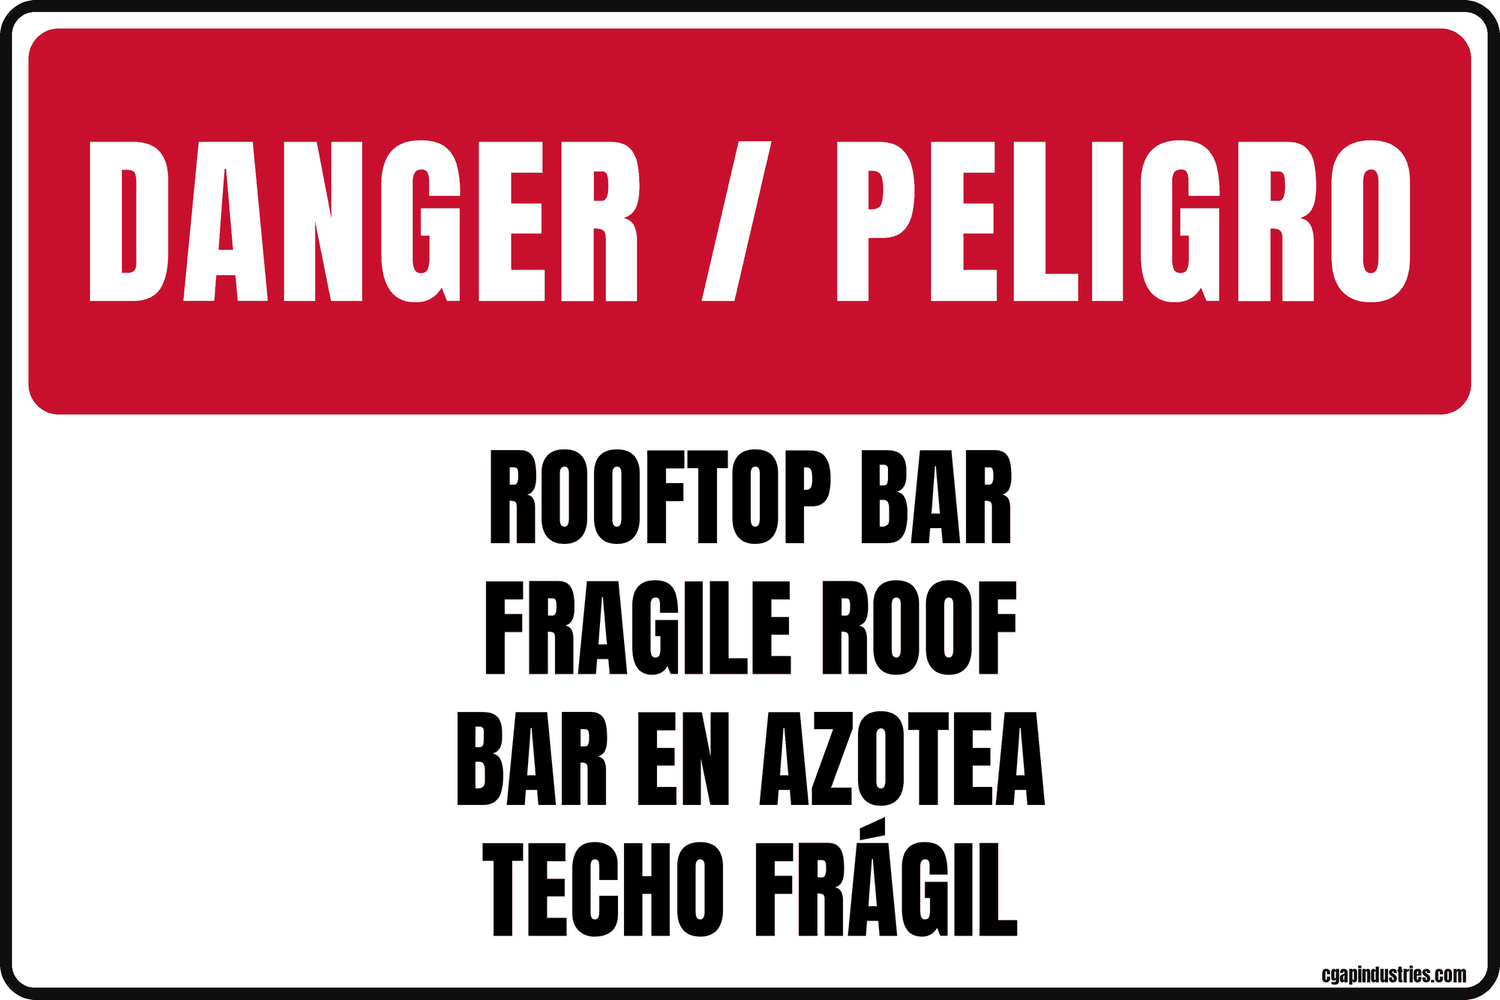 DANGER / PELIGRO
ROOFTOP BAR
FRAGILE ROOF
BAR EN AZOTEA
TECHO FRÁGIL
cgapindustries.com